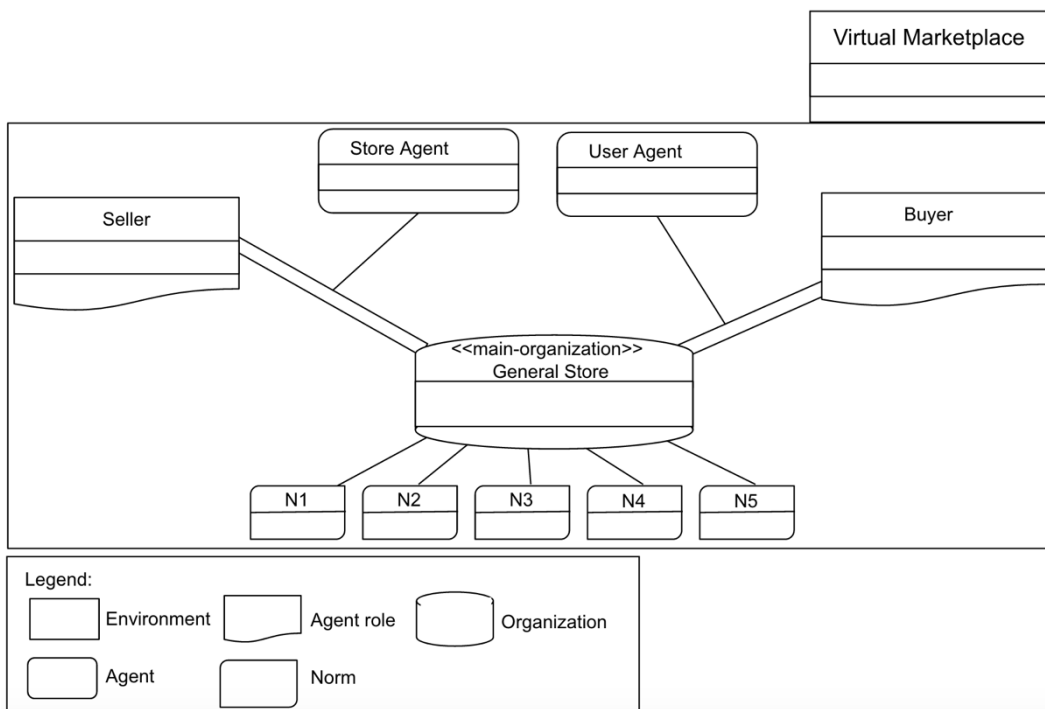 Virtual Marketplace
Store Agent
User Agent
Seller
Buyer
<<main-organization>>
General Store
N1
N2
N3
N4
N5
Legend:
Environment
Agent role
Organization
Agent
Norm